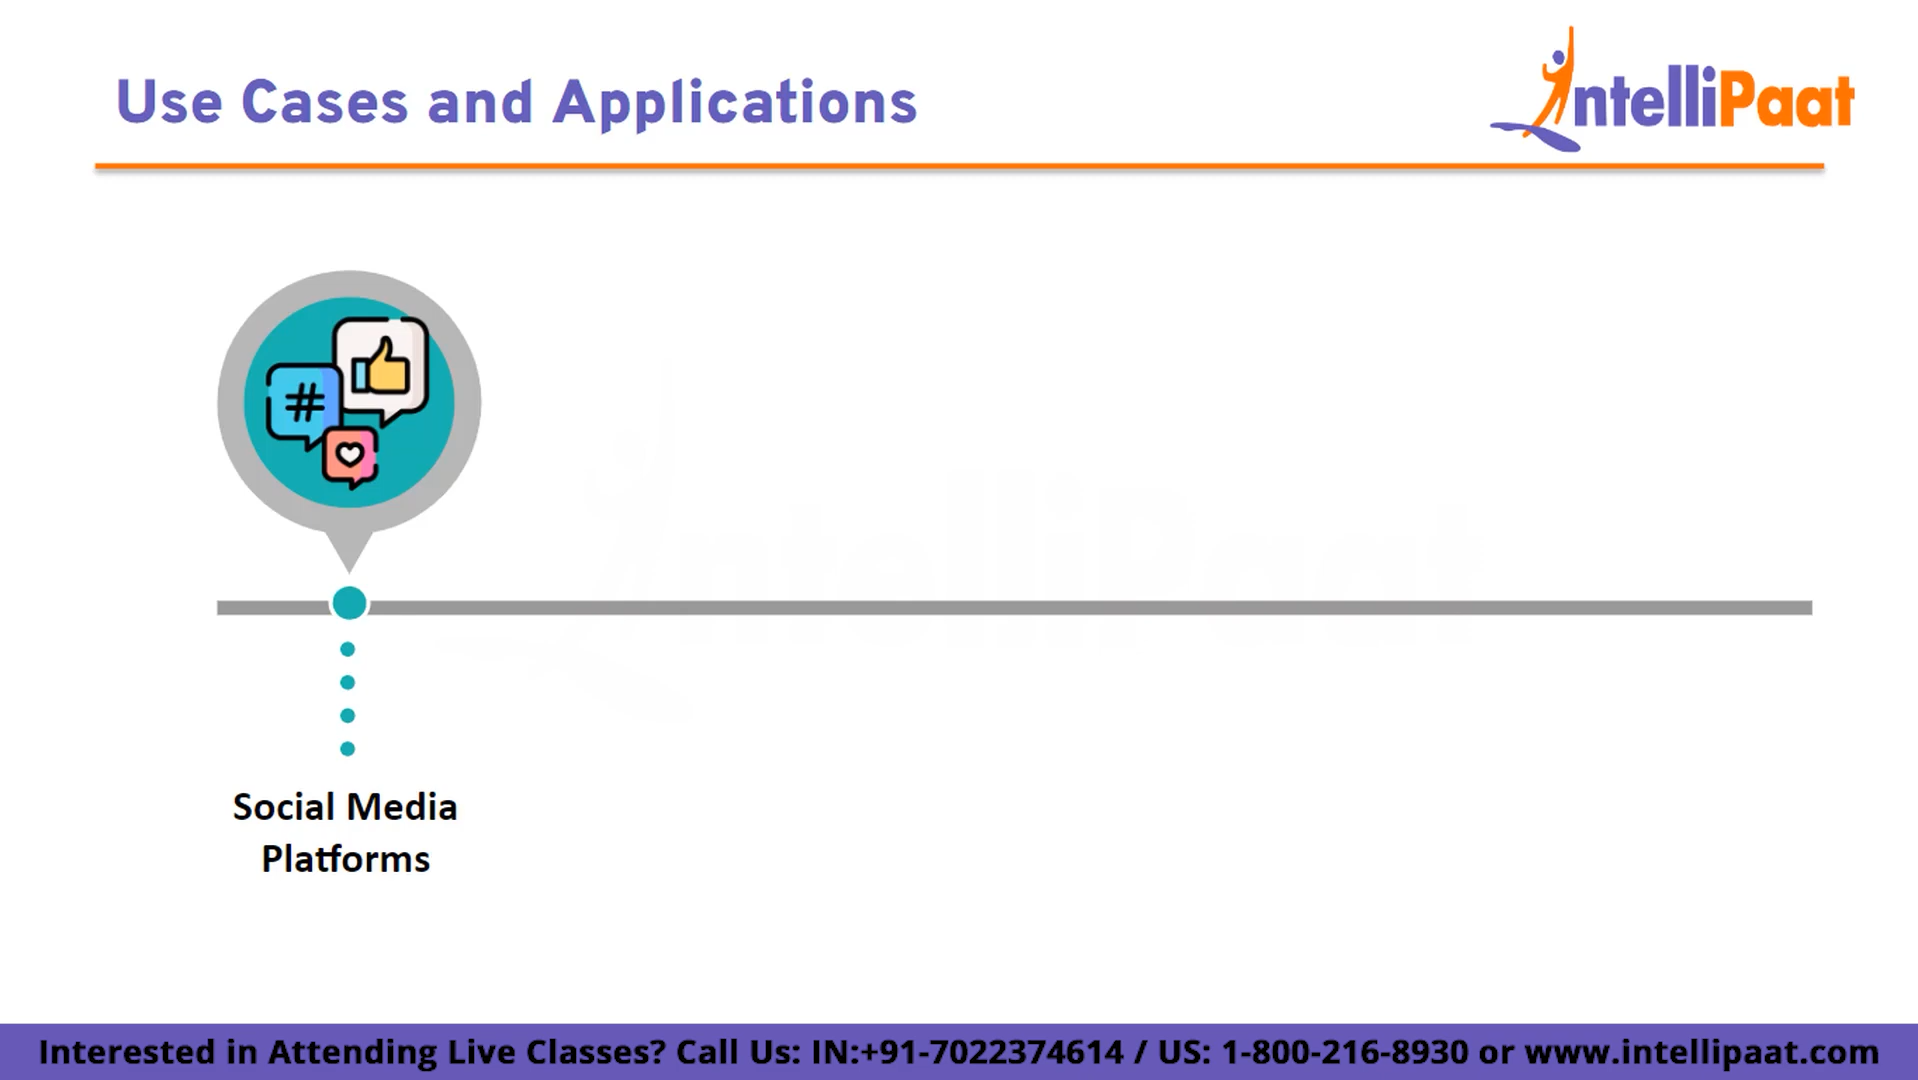 Use Cases and Applications
IntelliPaat
#
Social Media
Platforms
Interested in Attending Live Classes? Call Us: IN:+91-7022374614 / US: 1-800-216-8930 or www.intellipaat.com